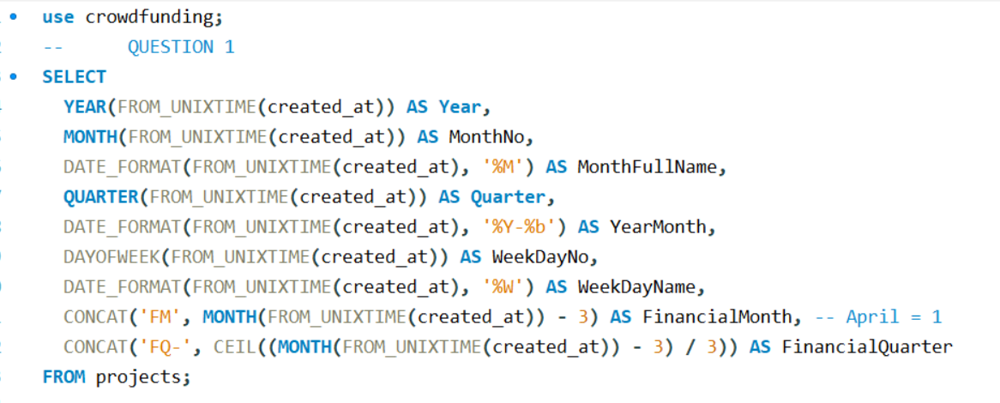 use crowdfunding;
-- QUESTION 1
SELECT
YEAR(FROM_UNIXTIME(created_at)) AS Year,
MONTH(FROM_UNIXTIME(created_at)) AS MonthNo,
DATE_FORMAT(FROM_UNIXTIME(created_at), '%M') AS MonthFullName,
QUARTER(FROM_UNIXTIME(created_at)) AS Quarter,
DATE_FORMAT(FROM_UNIXTIME(created_at), '%Y-%b') AS YearMonth,
DAYOFWEEK(FROM_UNIXTIME(created_at)) AS WeekDayNo,
DATE_FORMAT(FROM_UNIXTIME(created_at), '%W') AS WeekDayName,
CONCAT('FM', MONTH(FROM_UNIXTIME(created_at)) - 3) AS FinancialMonth, -- April = 1
CONCAT('FQ-', CEIL((MONTH(FROM_UNIXTIME(created_at)) - 3) / 3)) AS FinancialQuarter
FROM projects;